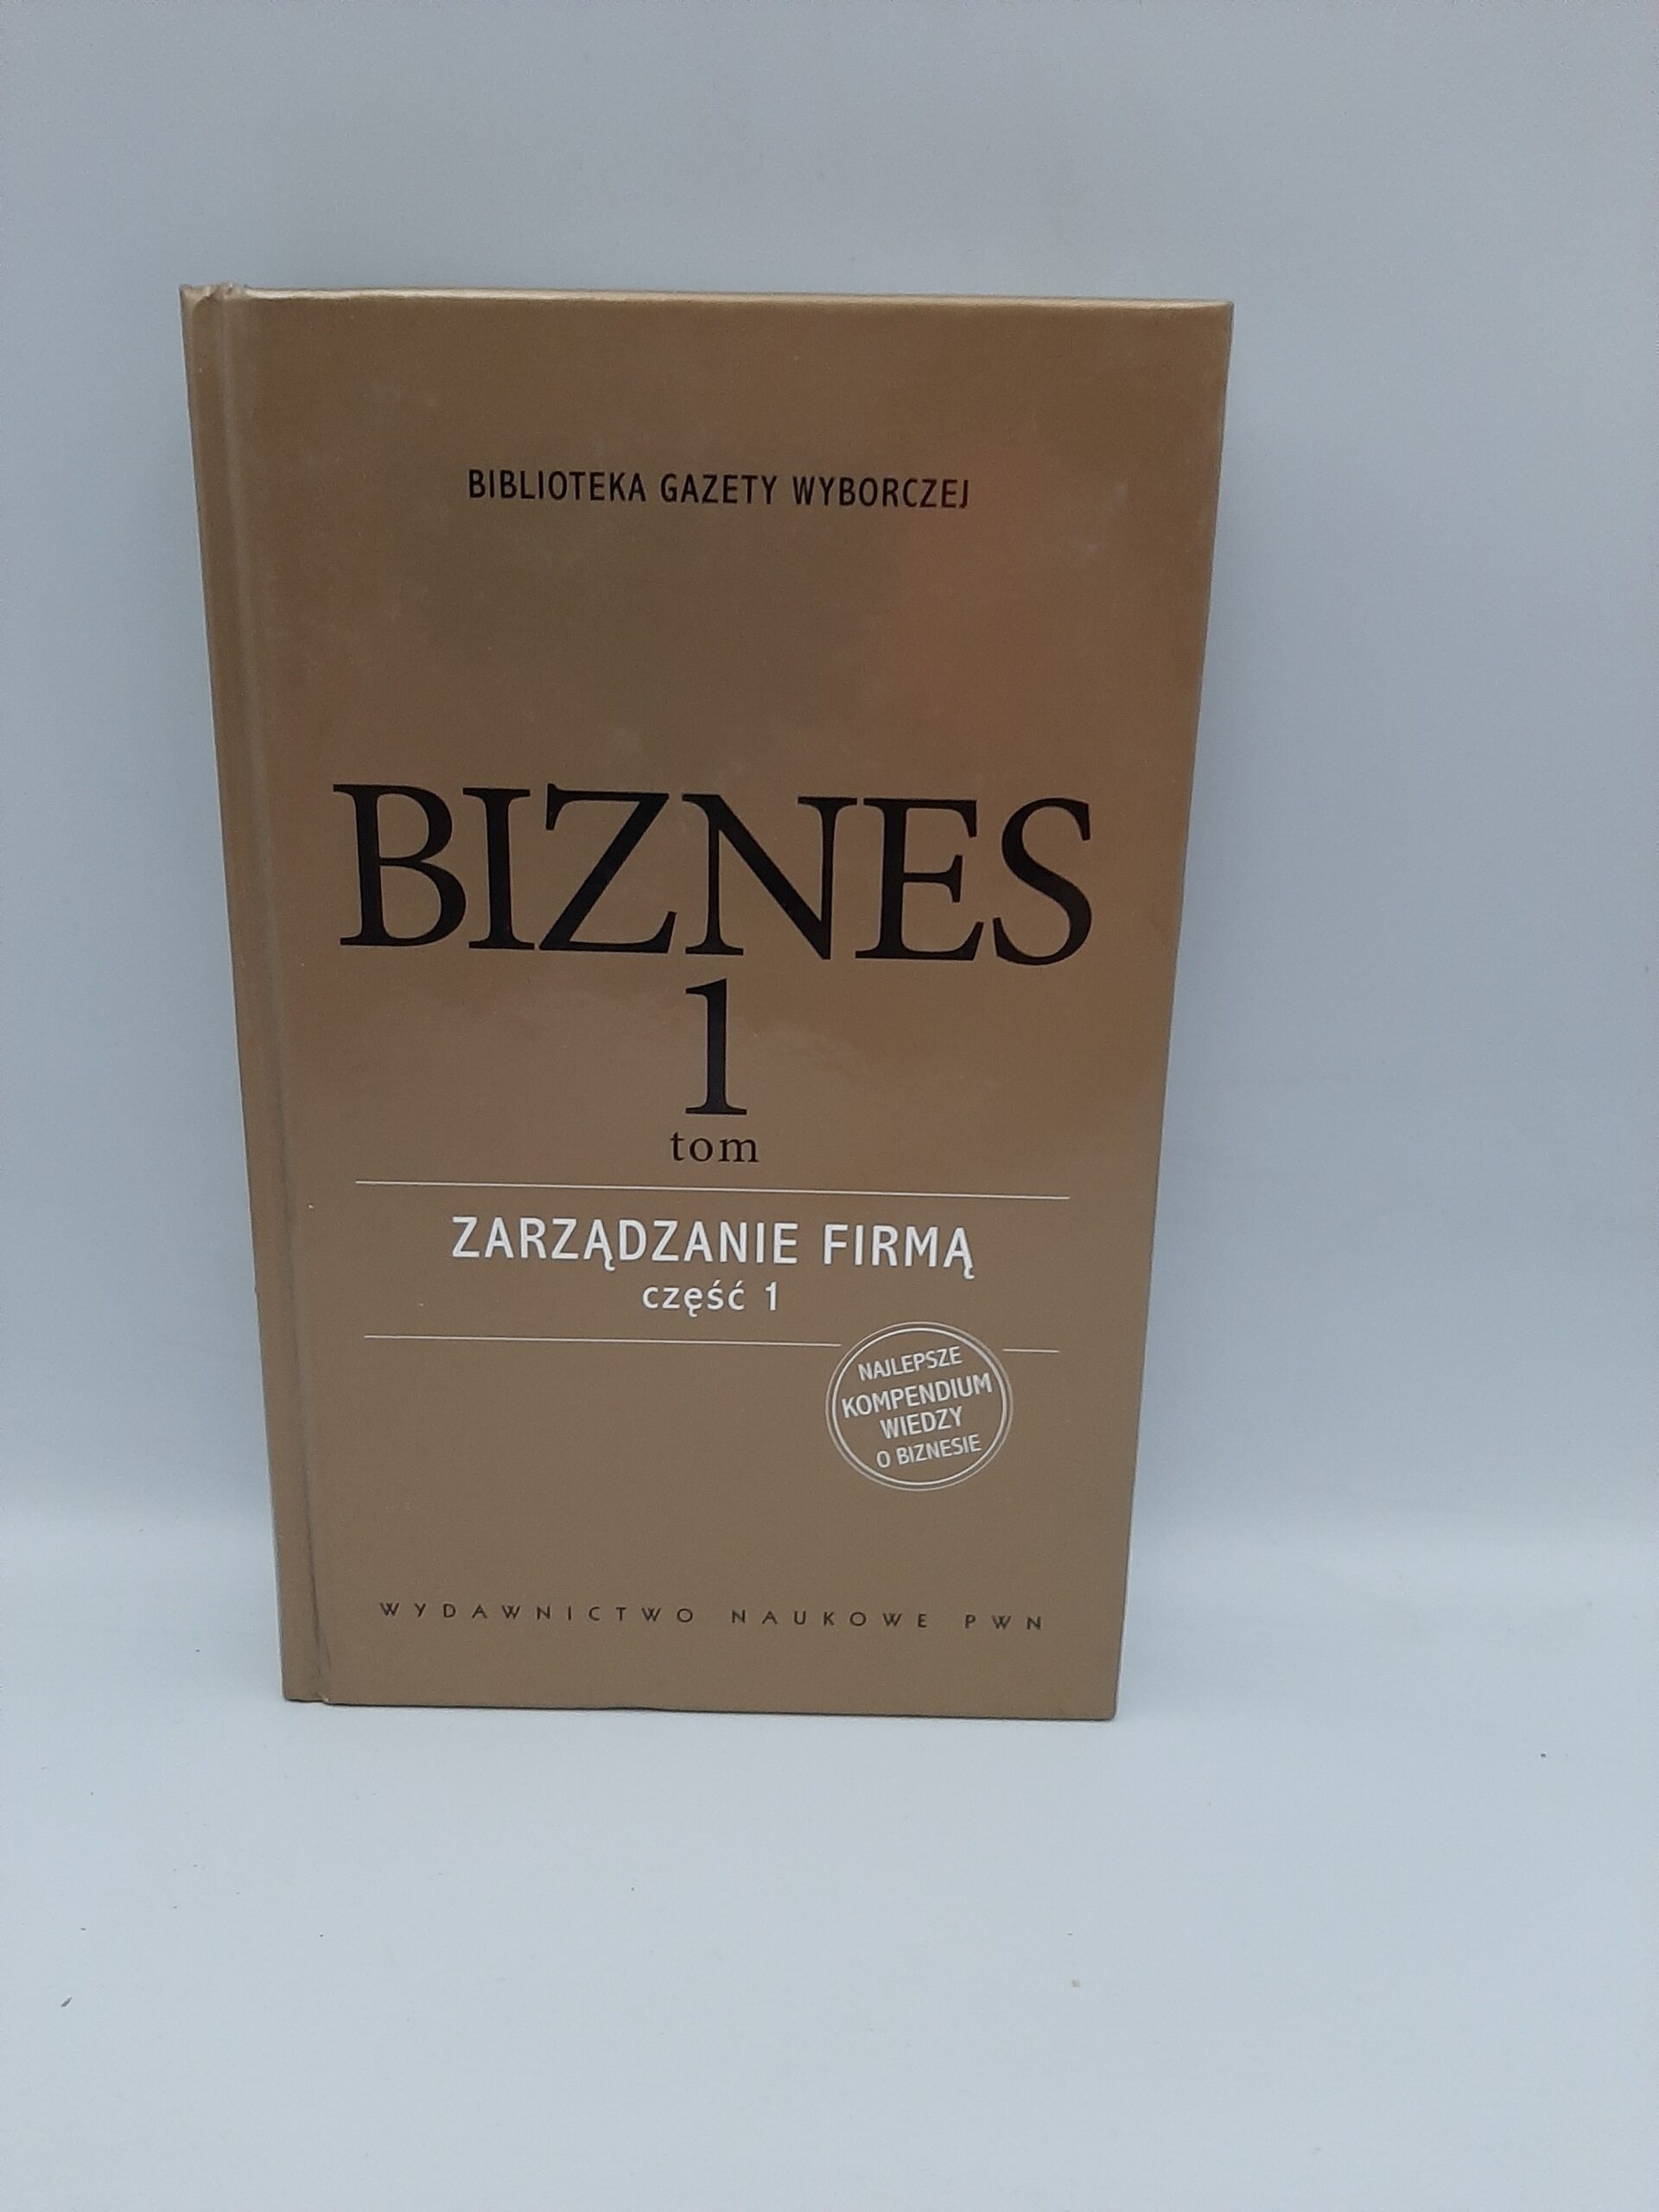 BIBLIOTEKA GAZETY WYBORCZEJ
BIZNES
1
tom
ZARZĄDZANIE FIRMĄ
część 1
NAJLEPSZE
KOMPENDIUM
WIEDZY
O BIZNESIE
WYDAWNICTWO NAUKOWE PWN